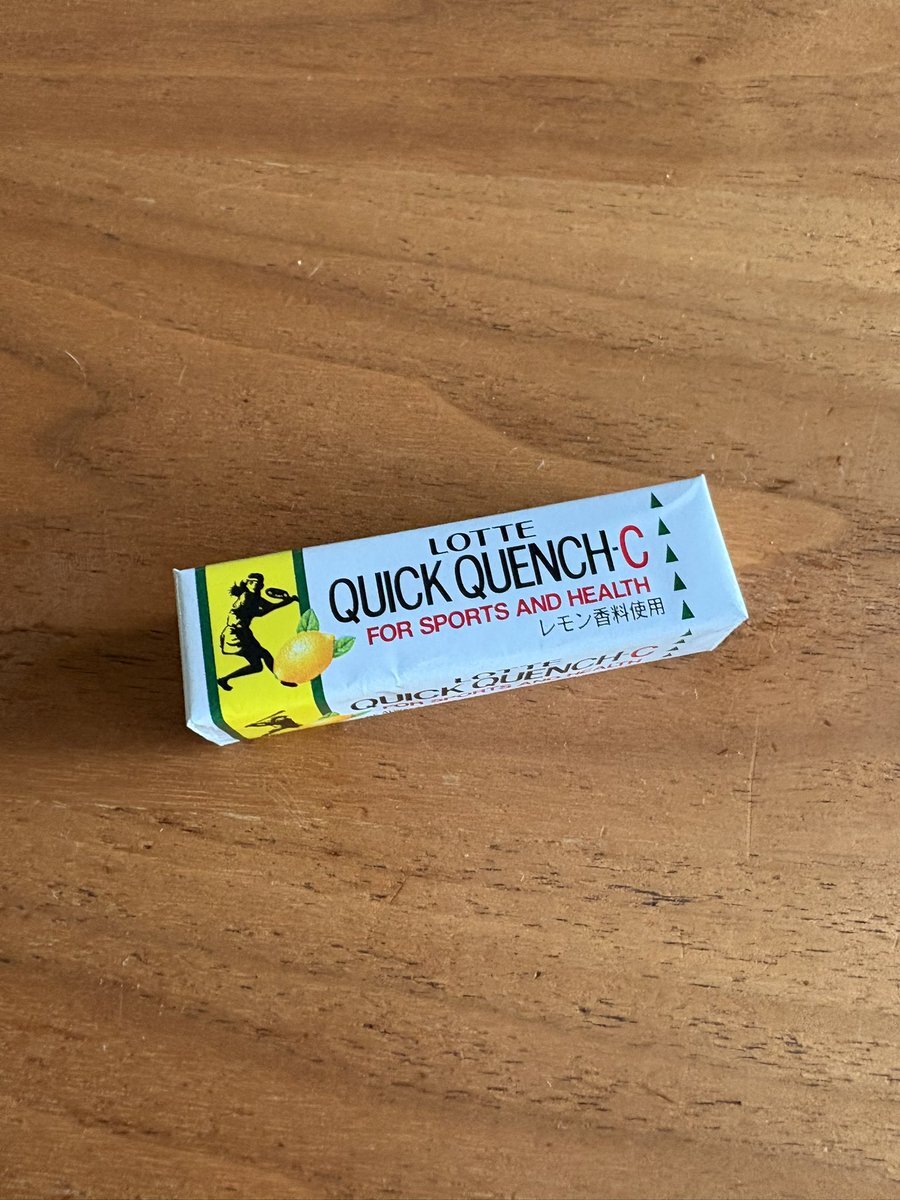 LOTTE
QUICK QUENCH-C
FOR SPORTS AND HEALTH
レモン香料使用
LOTTE
QUICK QUENCH-C
FOR SPORTS AND HEALTH